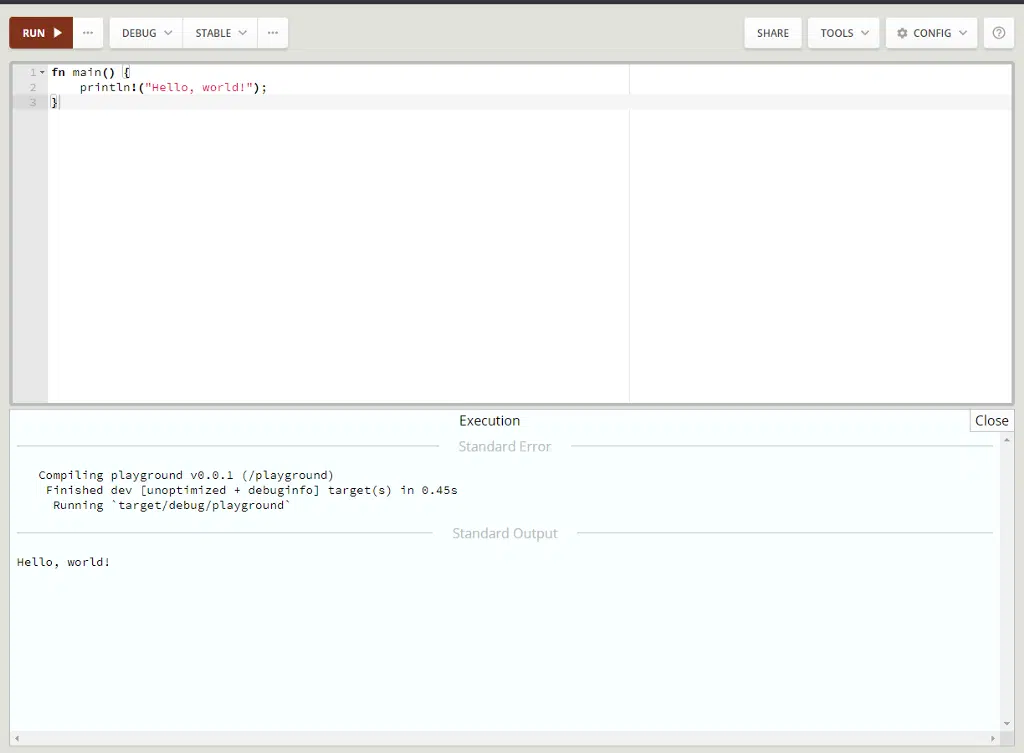 RUN ··· DEBUG STABLE ··· SHARE TOOLS CONFIG ?
1 fn main() {
2     println!("Hello, world!");
3 }
Execution Close
Standard Error
   Compiling playground v0.0.1 (/playground)
    Finished dev [unoptimized + debuginfo] target(s) in 0.45s
     Running `target/debug/playground`
Standard Output
Hello, world!